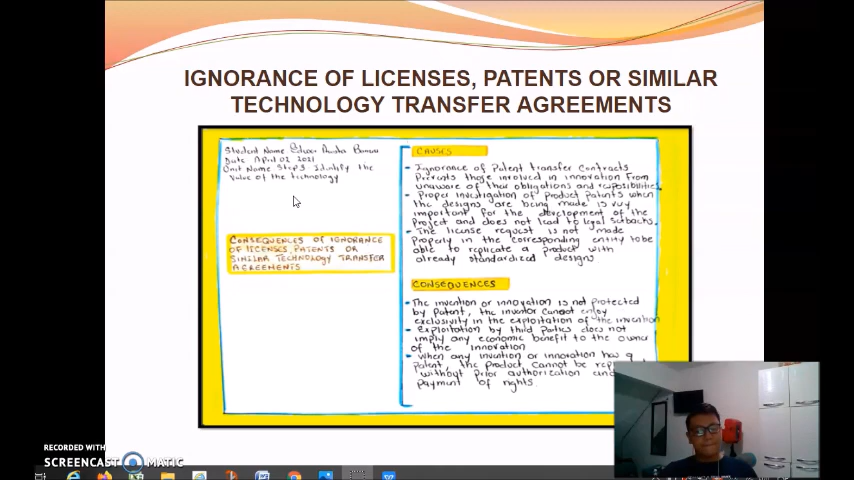 IGNORANCE OF LICENSES, PATENTS OR SIMILAR
TECHNOLOGY TRANSFER AGREEMENTS
Student Name
Date April 02 2021
Unit Name Step 3 Identify the
Value of the technology
CONSEQUENCES OF IGNORANCE
OF LICENSES, PATENTS OR
SIMILAR TECHNOLOGY TRANSFER
AGREEMENTS
CAUSES
- Ignorance of patent transfer contracts
prevents those involved in innovation from
unaware of their obligations and responsibilities.
- Proper investigation of product patents when
the designs are being made is very
important for the development of the
project and does not lead to legal setbacks.
- The license request is not made
properly in the corresponding entity to be
able to replicate a product with
already standardized designs
CONSEQUENCES
- The invention or innovation is not protected
by patent, the inventor cannot enjoy
exclusivity in the exploitation of the invention
- Exploitation by third parties does not
imply any economic benefit to the owner
of the innovation
- When any invention or innovation has a
patent, the product cannot be
without prior authorization and
payment of rights.
RECORDED WITH
SCREENCAST MATIC